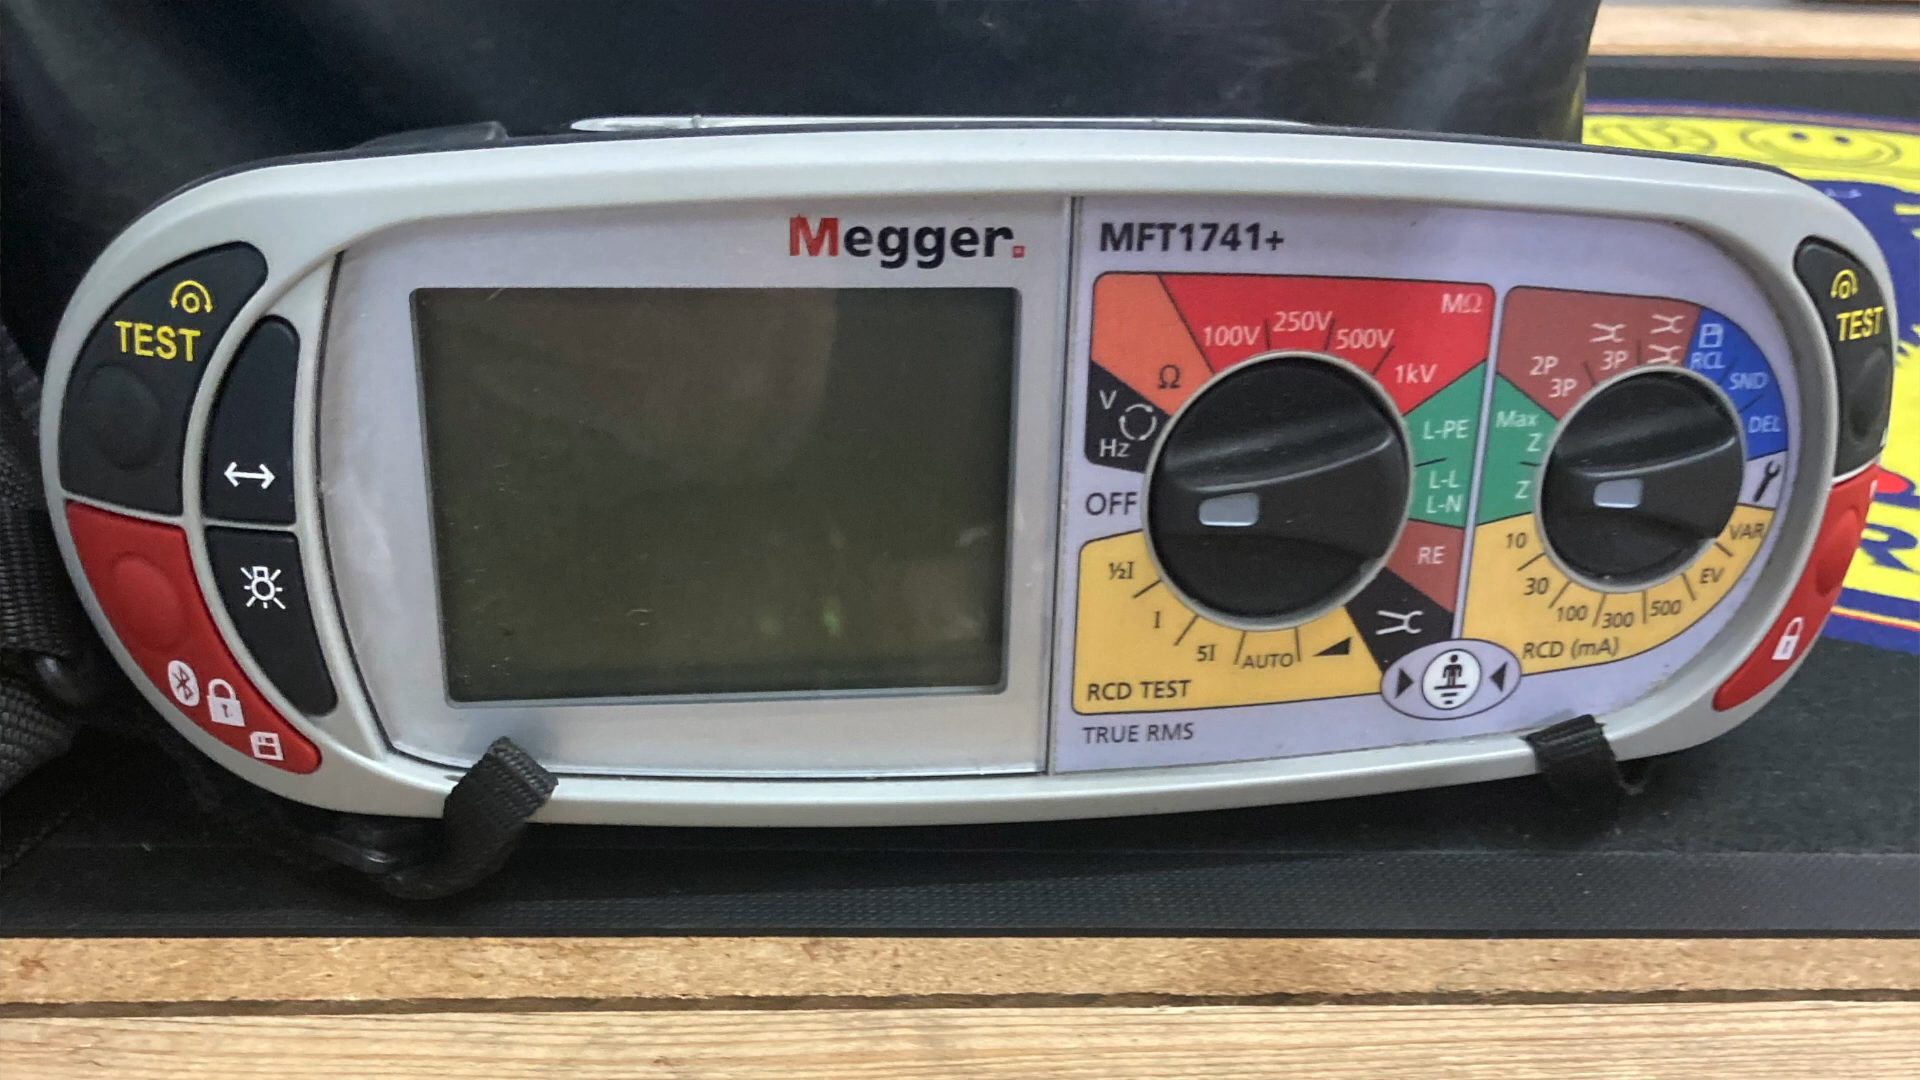 Megger.
MFT1741+
TEST
TEST
MΩ
100V
250V
500V
1kV
Ω
V
Hz
OFF
L-PE
L-L
L-N
RE
½I
I
5I
AUTO
RCD TEST
TRUE RMS
2P
3P
3P
RCL
SND
DEL
Max
Z
Z
10
30
100
300
500
EV
VAR
RCD (mA)